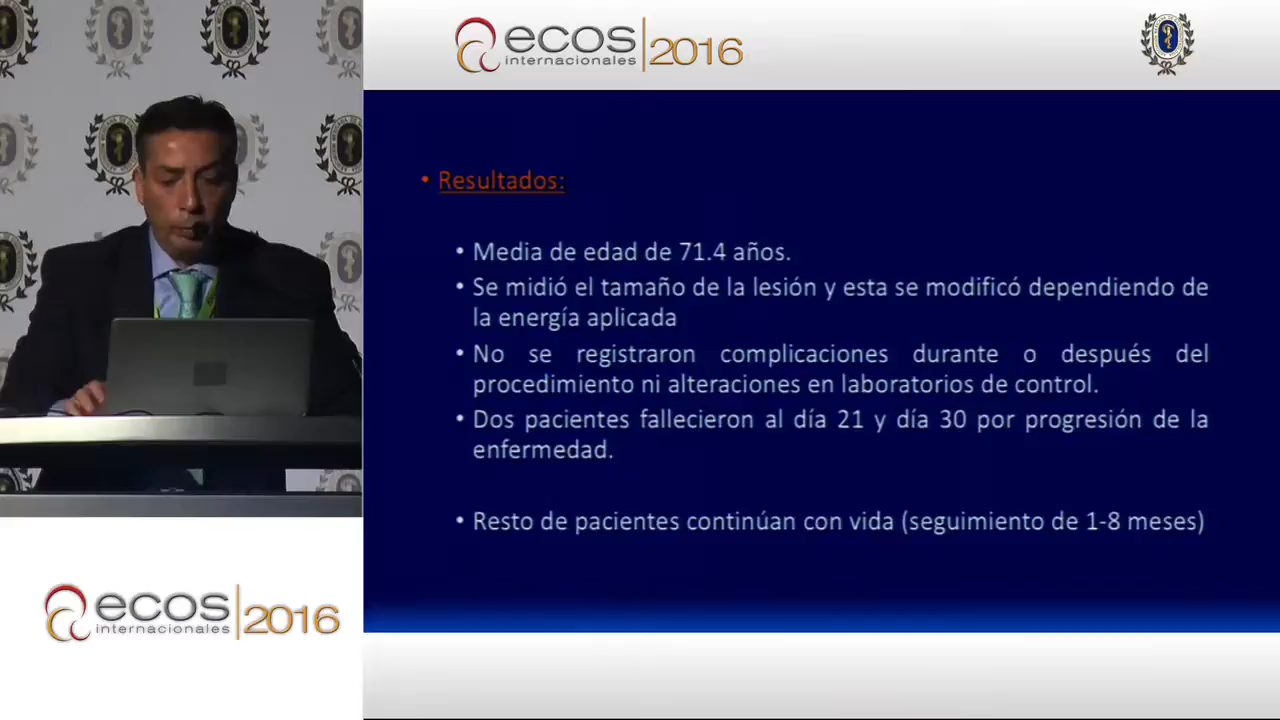 ecos
internacionales
2016
• Resultados:
• Media de edad de 71.4 años.
• Se midió el tamaño de la lesión y esta se modificó dependiendo de
la energía aplicada
• No se registraron complicaciones durante o después del
procedimiento ni alteraciones en laboratorios de control.
• Dos pacientes fallecieron al día 21 y día 30 por progresión de la
enfermedad.
• Resto de pacientes continúan con vida (seguimiento de 1-8 meses)
ecos
internacionales
2016